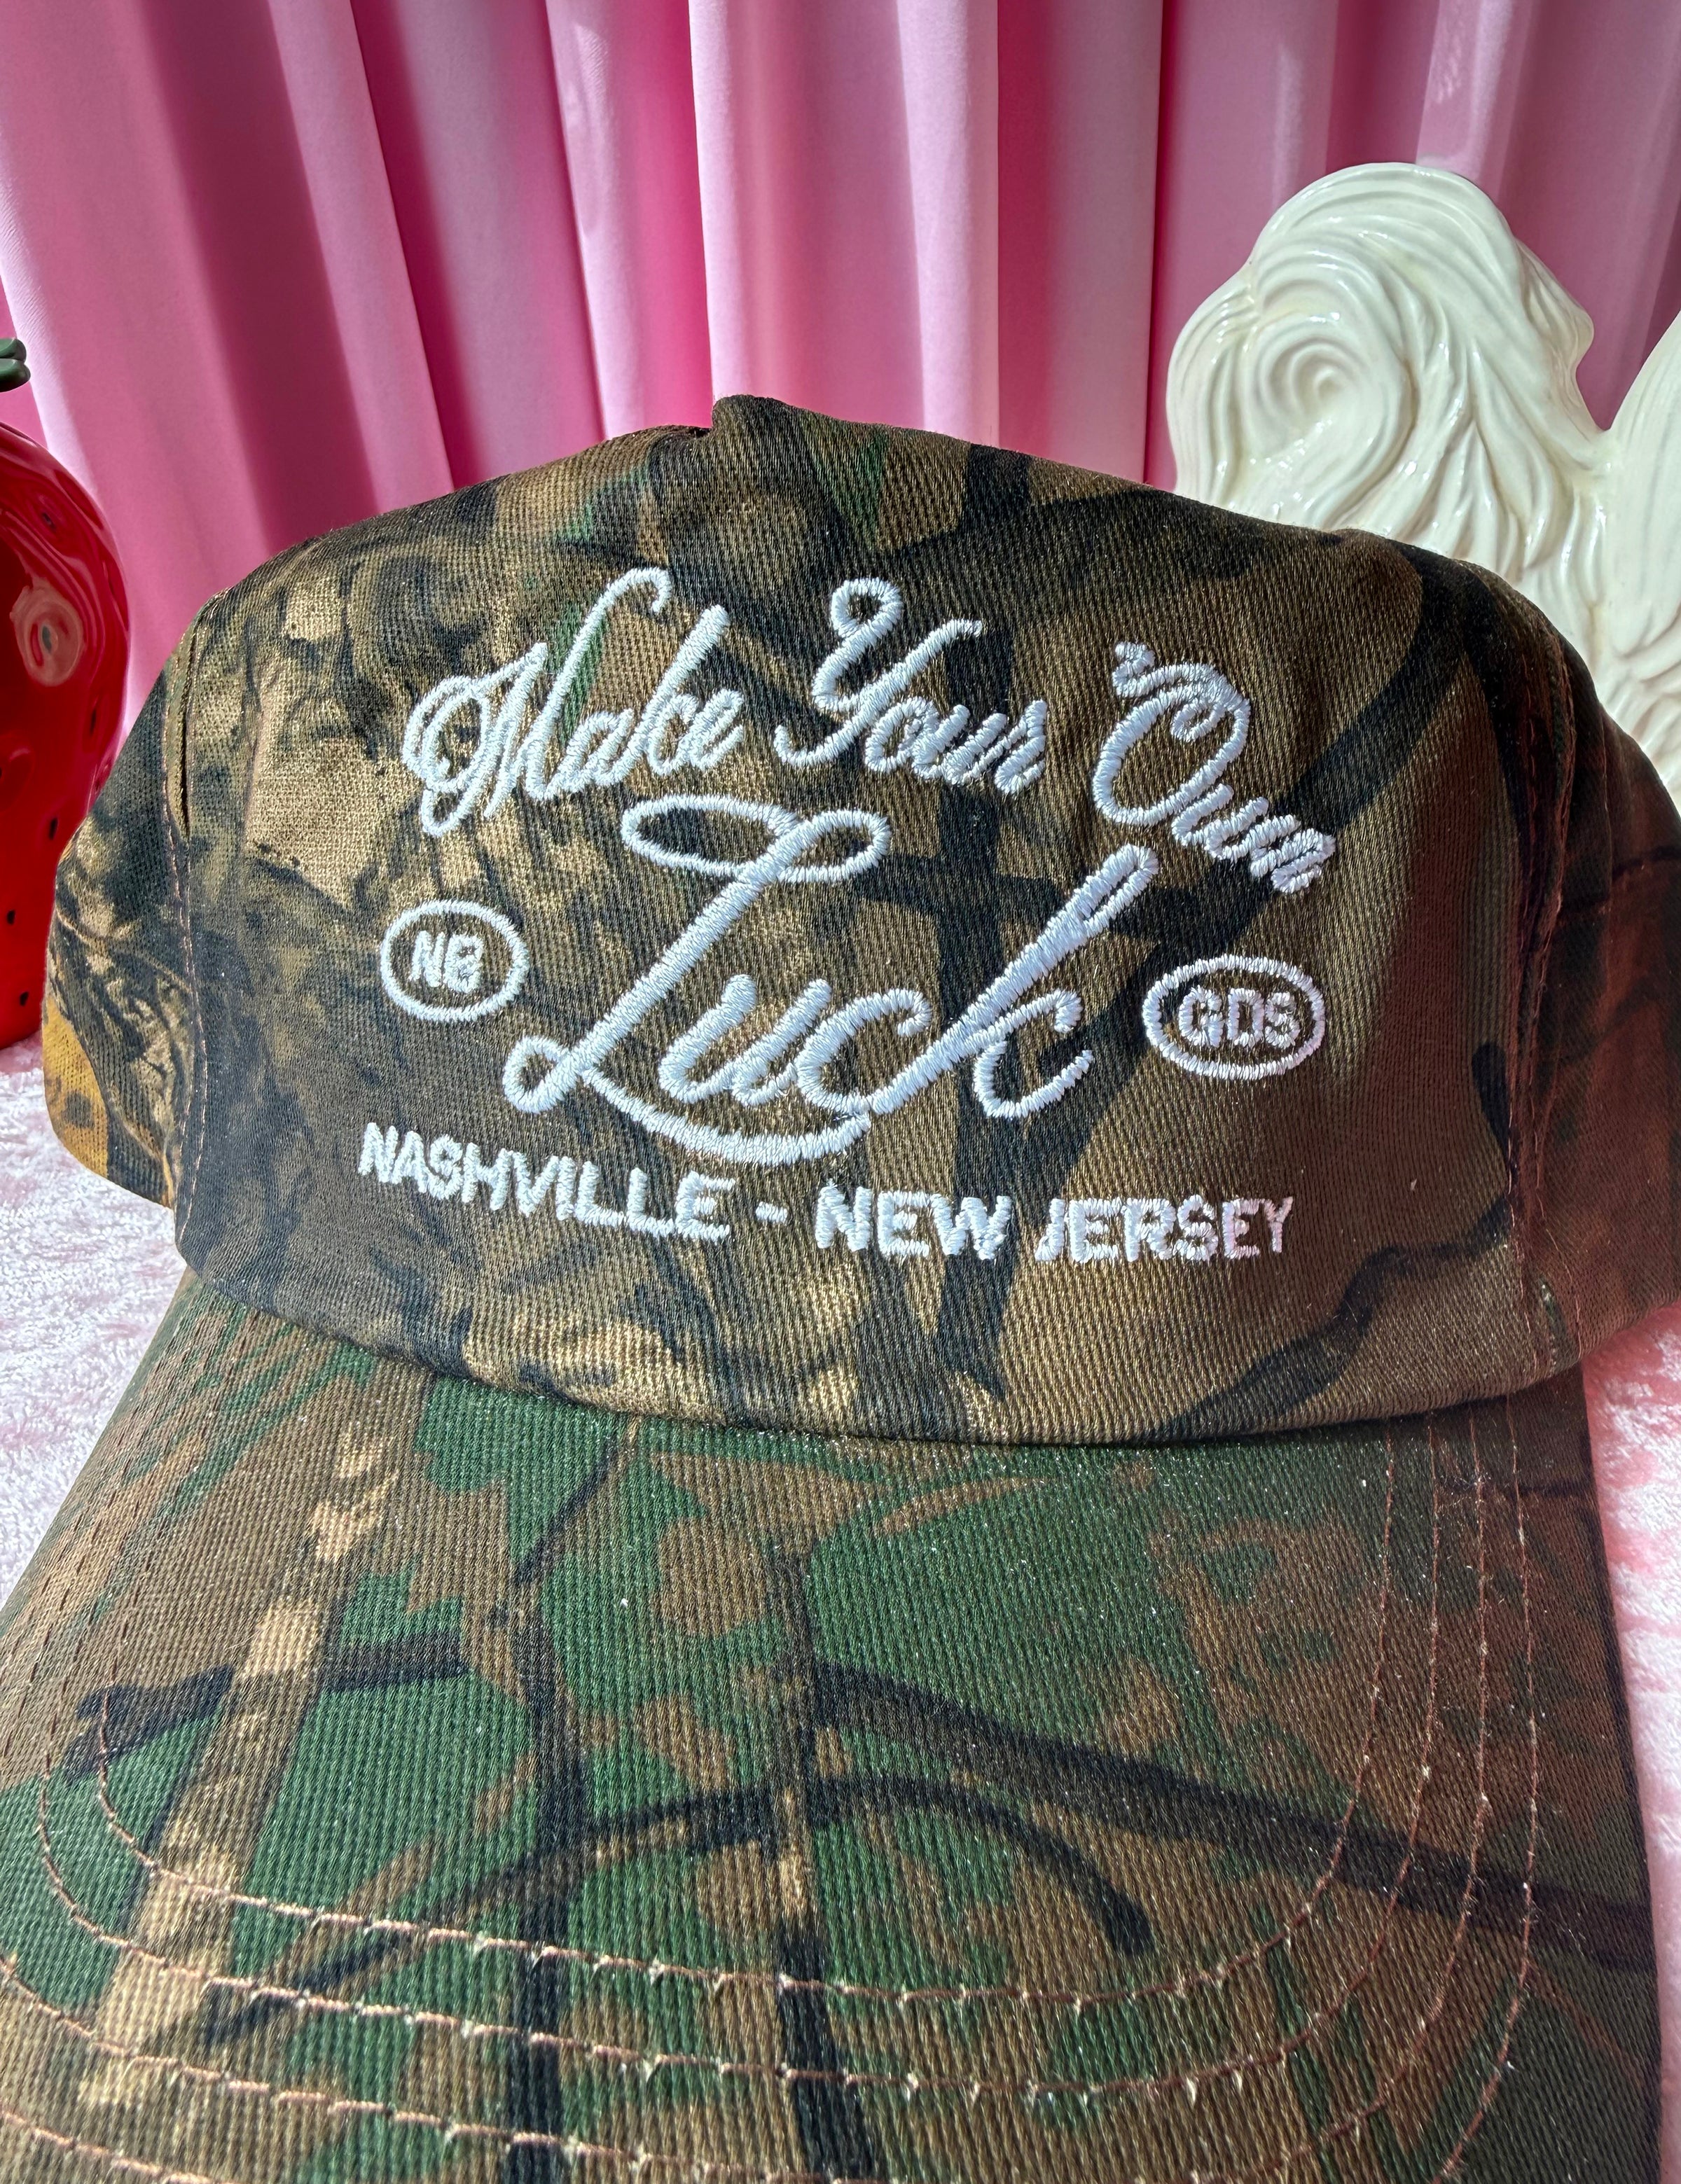 Make Your Own
Luck
NB
GDS
NASHVILLE - NEW JERSEY